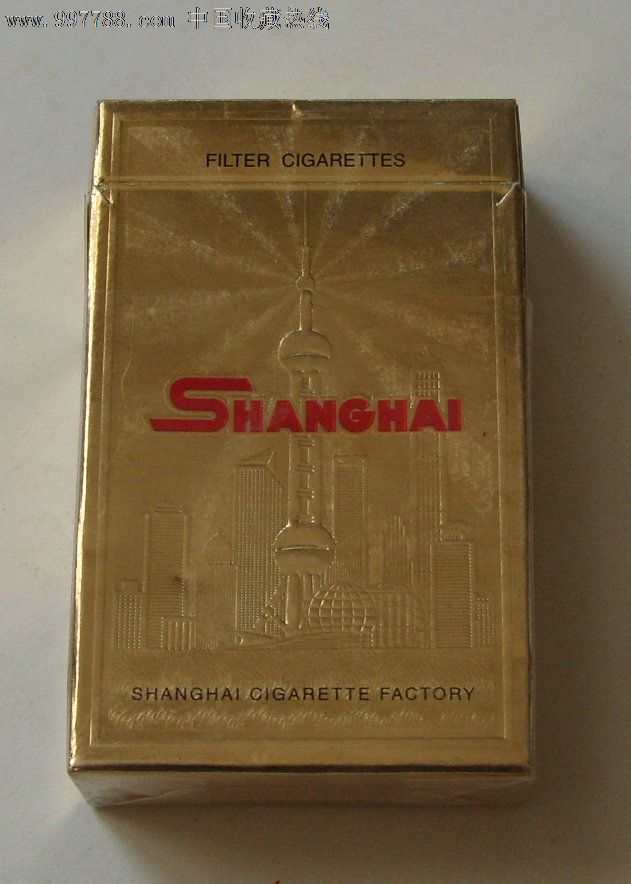 www.997788.com 中国收藏热线
FILTER CIGARETTES
SHANGHAI
SHANGHAI CIGARETTE FACTORY